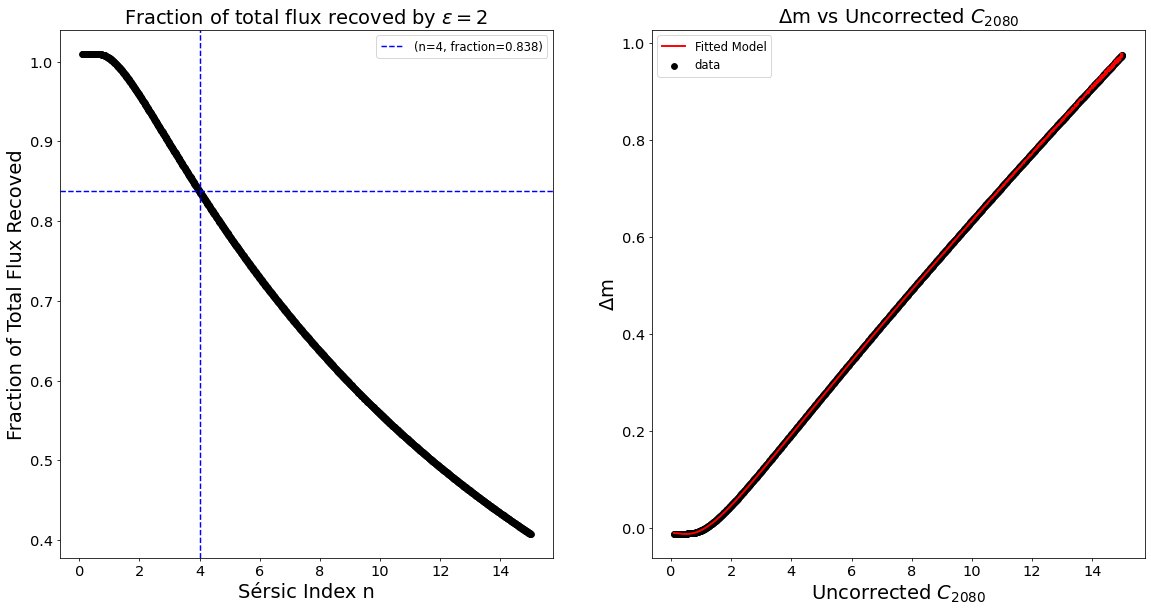 Fraction of total flux recoved by ε = 2
(n=4, fraction=0.838)
Fraction of Total Flux Recoved
1.0
0.9
0.8
0.7
0.6
0.5
0.4
0 2 4 6 8 10 12 14
Sérsic Index n
Δm vs Uncorrected C2080
Fitted Model
data
Δm
1.0
0.8
0.6
0.4
0.2
0.0
0 2 4 6 8 10 12 14
Uncorrected C2080